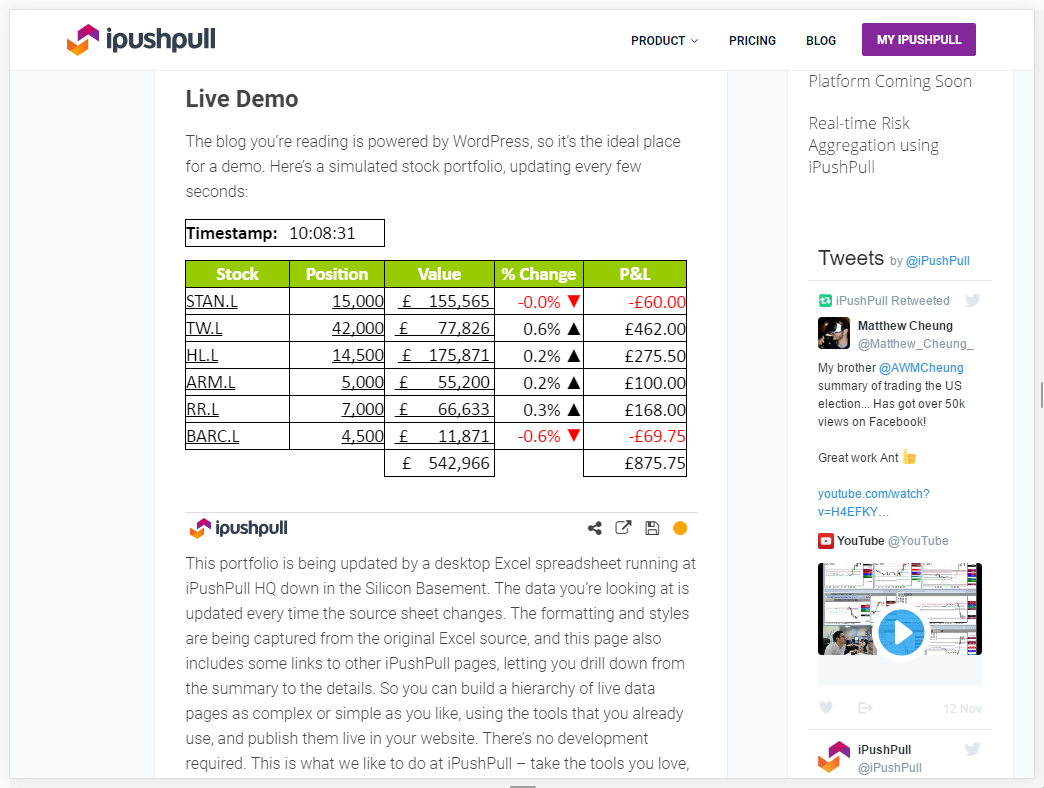 ipushpull
PRODUCT
PRICING
BLOG
MY IPUSHPULL
Live Demo
The blog you're reading is powered by WordPress, so it's the ideal place
for a demo. Here's a simulated stock portfolio, updating every few
seconds:
Timestamp: 10:08:31
Stock Position Value % Change P&L
STAN.L 15,000 £ 155,565 -0.0% ▼ -£60.00
TW.L 42,000 £ 77,826 0.6% ▲ £462.00
HL.L 14,500 £ 175,871 0.2% ▲ £275.50
ARM.L 5,000 £ 55,200 0.2% ▲ £100.00
RR.L 7,000 £ 66,633 0.3% ▲ £168.00
BARC.L 4,500 £ 11,871 -0.6% ▼ -£69.75
£ 542,966 £875.75
ipushpull
This portfolio is being updated by a desktop Excel spreadsheet running at
iPushPull HQ down in the Silicon Basement. The data you're looking at is
updated every time the source sheet changes. The formatting and styles
are being captured from the original Excel source, and this page also
includes some links to other iPushPull pages, letting you drill down from
the summary to the details. So you can build a hierarchy of live data
pages as complex or simple as you like, using the tools that you already
use, and publish them live in your website. There's no development
required. This is what we like to do at iPushPull – take the tools you love,
Platform Coming Soon
Real-time Risk
Aggregation using
iPushPull
Tweets by @iPushPull
iPushPull Retweeted
Matthew Cheung
@Matthew_Cheung_
My brother @AWMCheung
summary of trading the US
election... Has got over 50k
views on Facebook!
Great work Ant 👍
youtube.com/watch?
v=H4EFKY…
YouTube @YouTube
12 Nov
iPushPull
@iPushPull